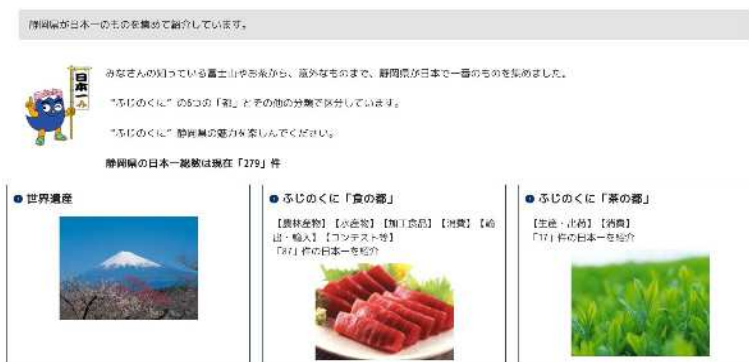 静岡県が日本一のものを集めて紹介しています。
日本一
みなさんの知っている富士山やお茶から、意外なものまで、静岡県が日本で一番のものを集めました。
"ふじのくに" の6つの「都」とその他の分類で区分しています。
"ふじのくに" 静岡県の魅力を楽しんでください。
静岡県の日本一総数は現在「279」件
世界遺産
ふじのくに「食の都」
ふじのくに「茶の都」
【農林産物】【水産物】【加工食品】【消費】【輸
出・輸入】【コンテスト等】
「87」件の日本一を紹介
【生産・出荷】【消費】
「17」件の日本一を紹介